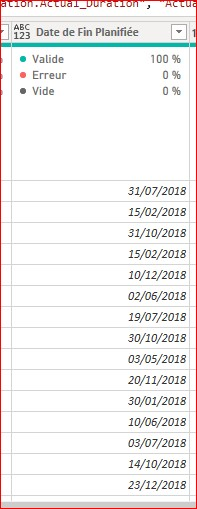 ation.Actual_Duration", "Actua
ABC
123 Date de Fin Planifiée
Valide 100 %
Erreur 0 %
Vide 0 %
31/07/2018
15/02/2018
31/10/2018
15/02/2018
10/12/2018
02/06/2018
19/07/2018
30/10/2018
03/05/2018
20/11/2018
30/01/2018
10/06/2018
03/07/2018
14/10/2018
23/12/2018